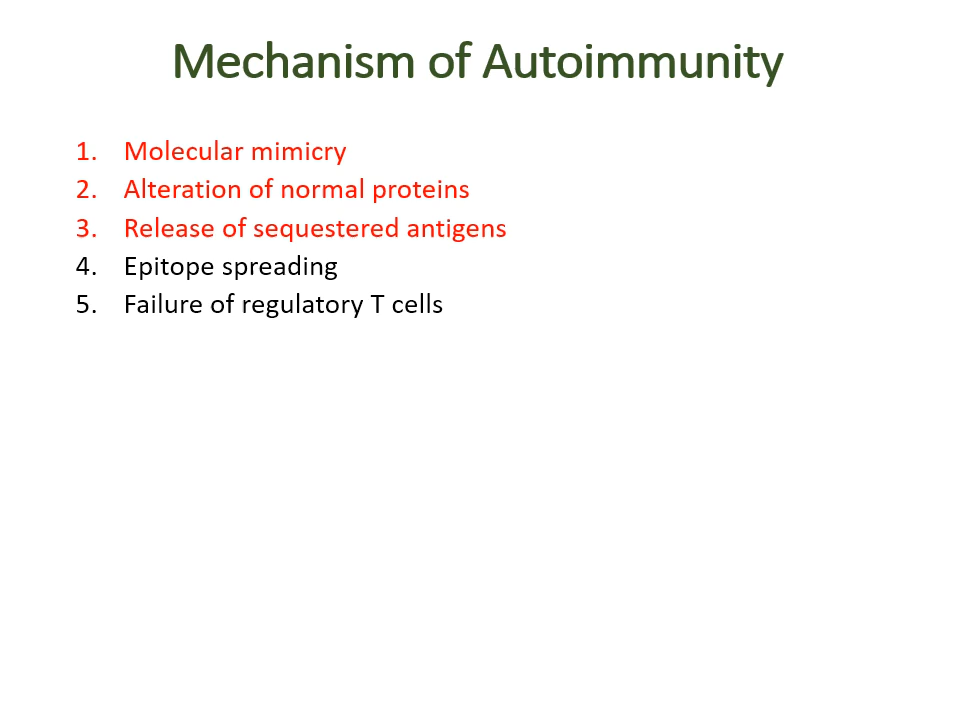 Mechanism of Autoimmunity
1. Molecular mimicry
2. Alteration of normal proteins
3. Release of sequestered antigens
4. Epitope spreading
5. Failure of regulatory T cells